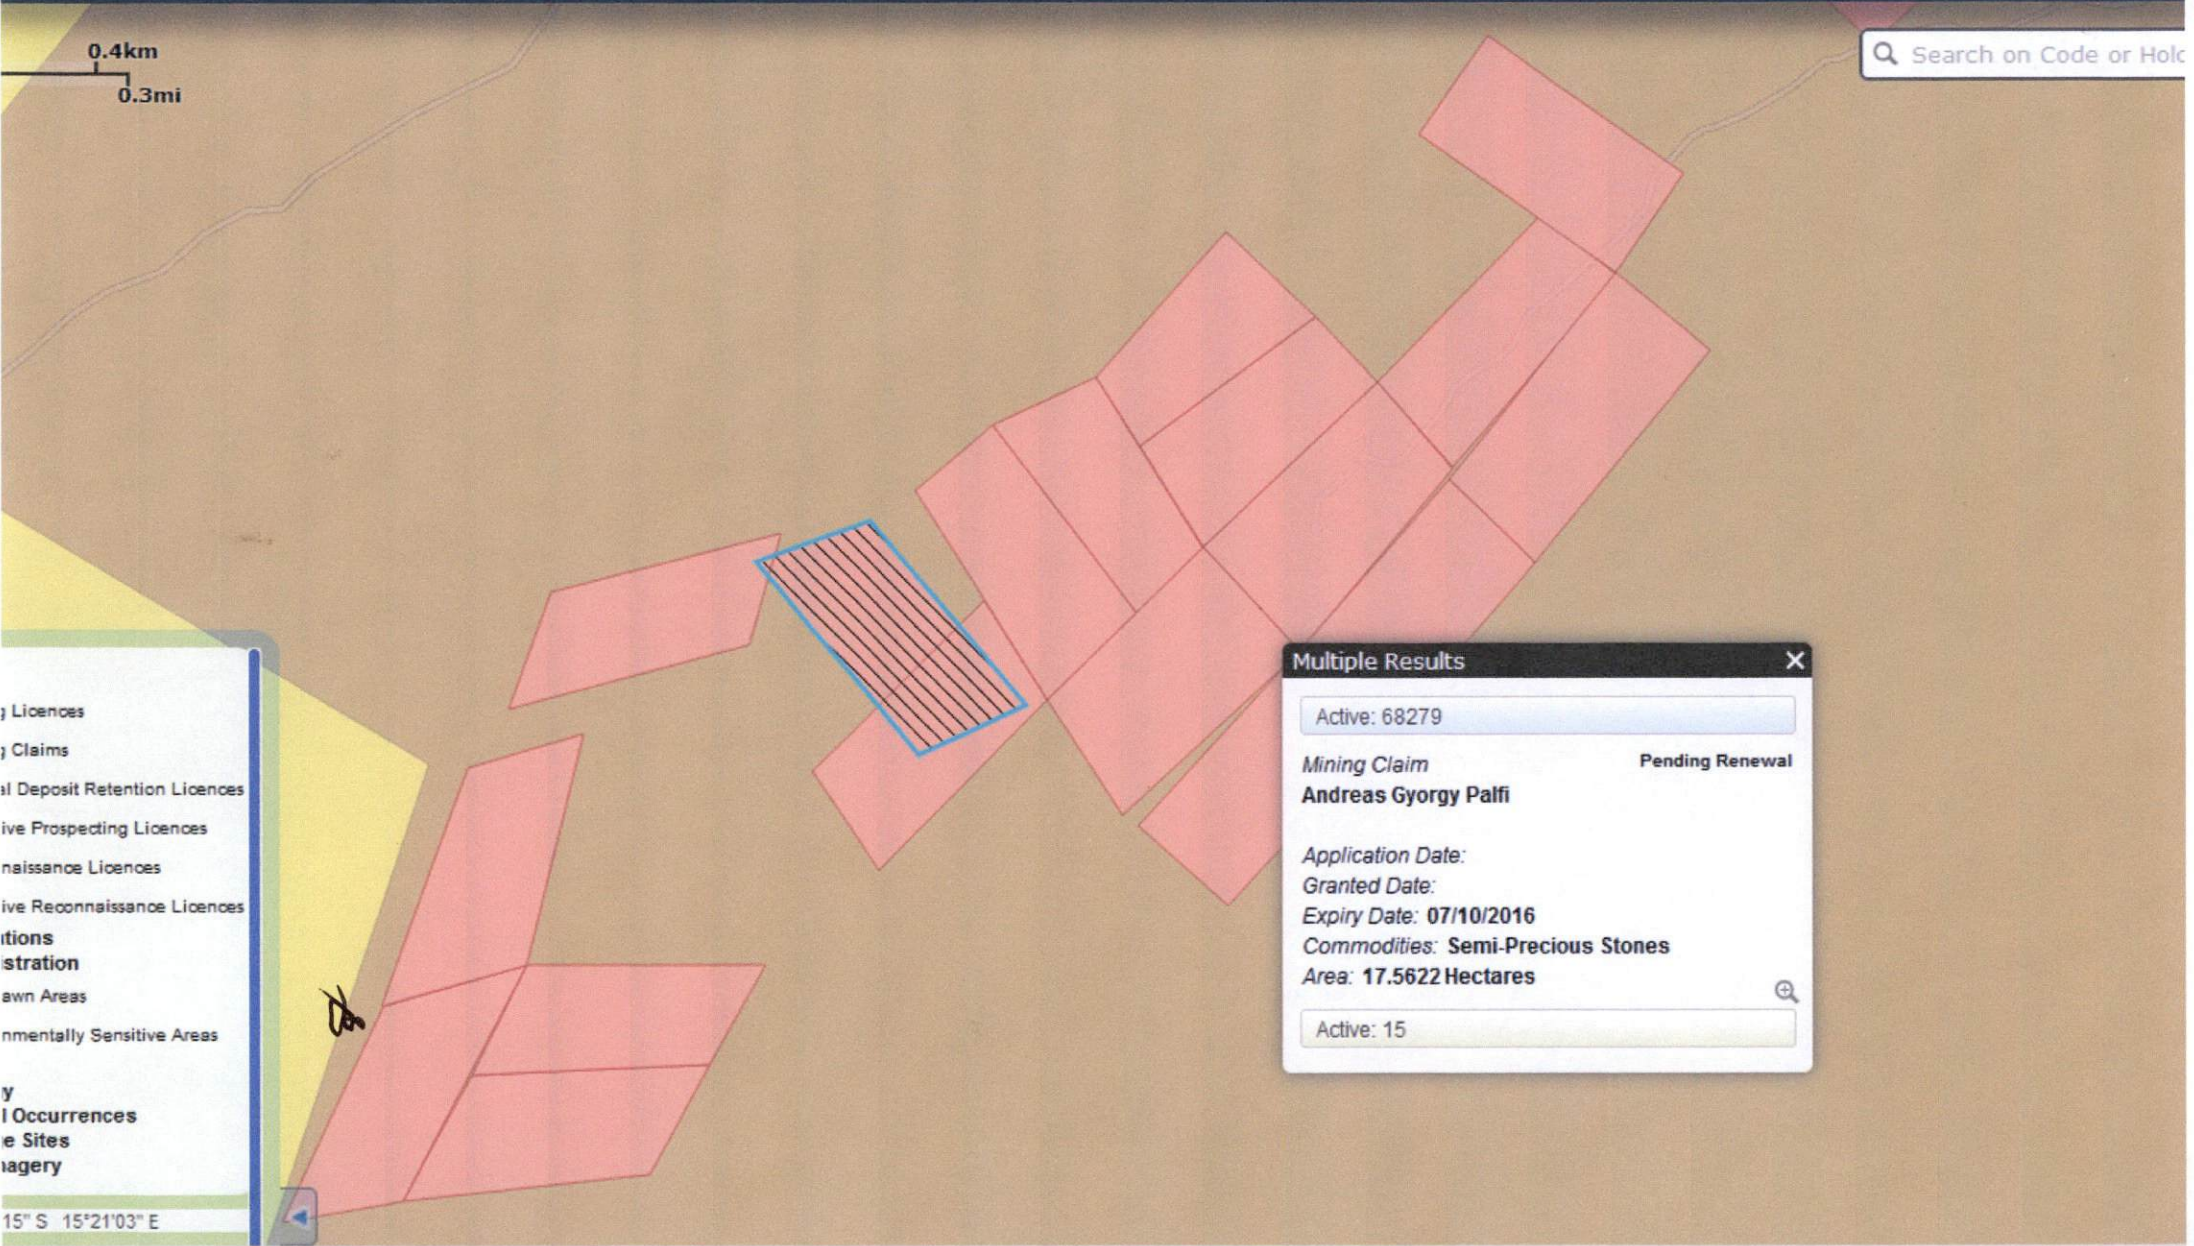 0.4km
0.3mi
Search on Code or Hold
g Licences
g Claims
al Deposit Retention Licences
ive Prospecting Licences
naissance Licences
ive Reconnaissance Licences
tions
istration
awn Areas
nmentally Sensitive Areas
y
l Occurrences
e Sites
agery
15" S 15°21'03" E
Multiple Results
Active: 68279
Mining Claim Pending Renewal
Andreas Gyorgy Palfi
Application Date:
Granted Date:
Expiry Date: 07/10/2016
Commodities: Semi-Precious Stones
Area: 17.5622 Hectares
Active: 15